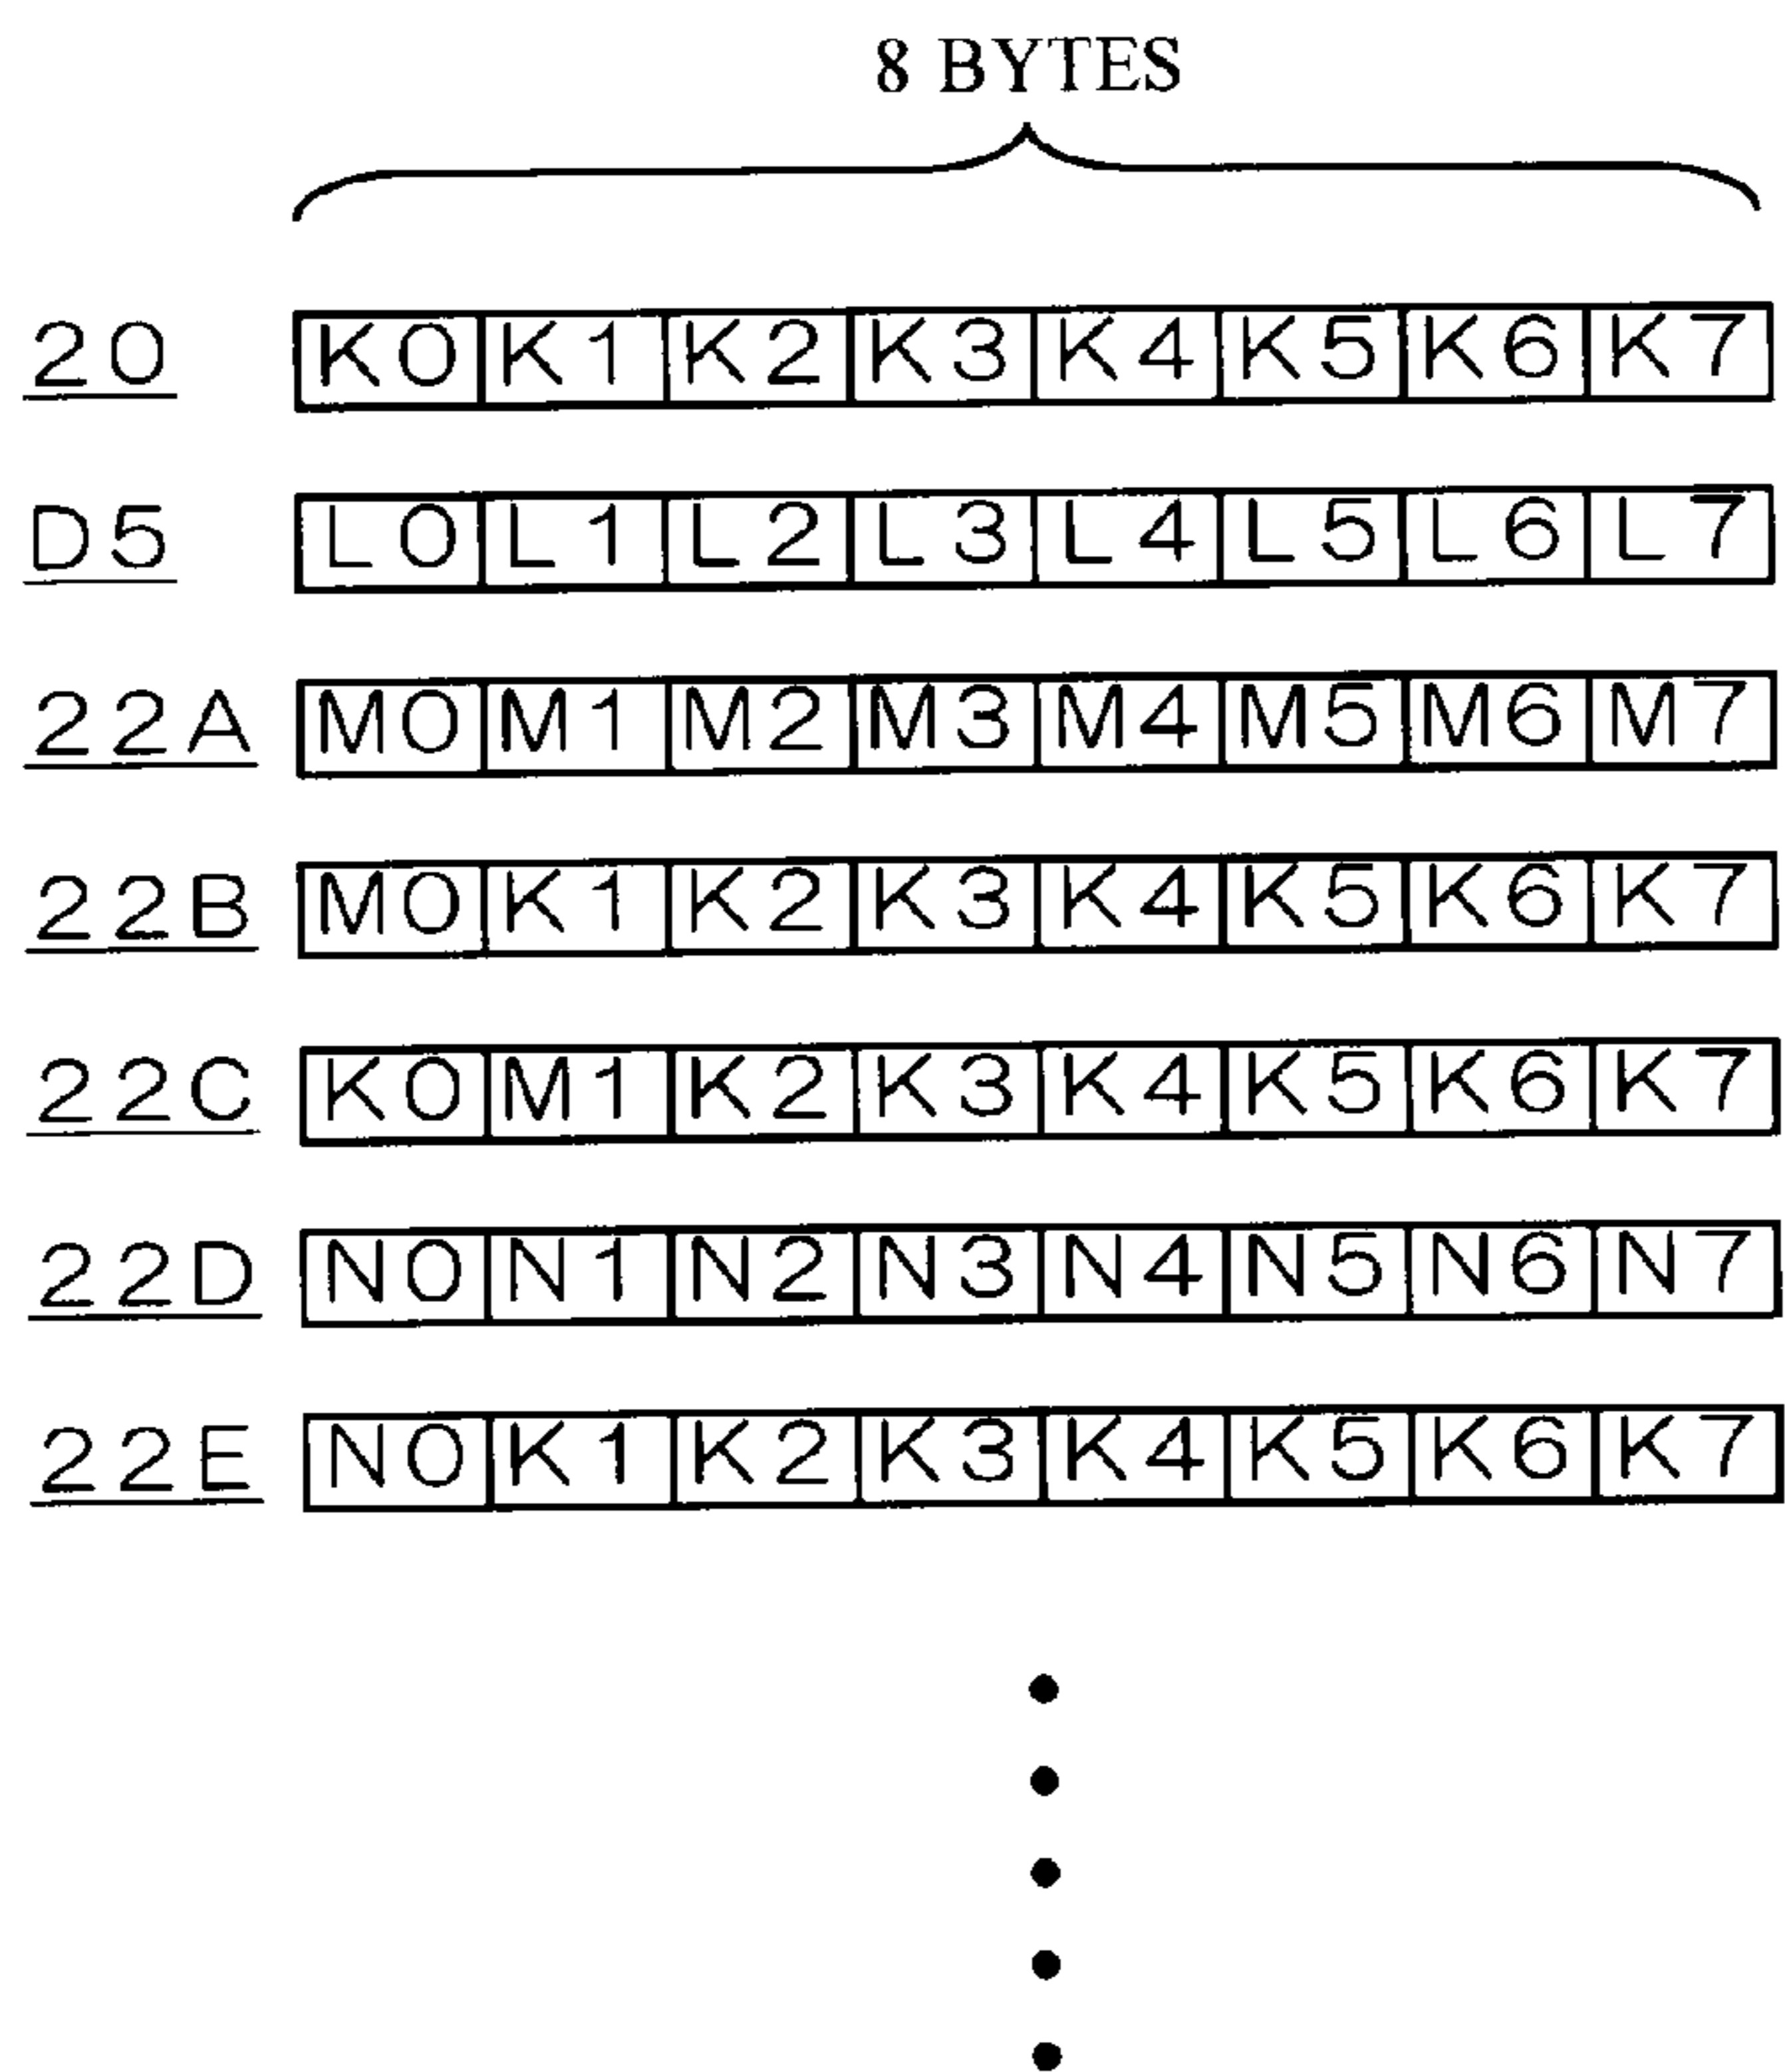 8 BYTES
20 K0 K1 K2 K3 K4 K5 K6 K7
D5 L0 L1 L2 L3 L4 L5 L6 L7
22A M0 M1 M2 M3 M4 M5 M6 M7
22B M0 K1 K2 K3 K4 K5 K6 K7
22C K0 M1 K2 K3 K4 K5 K6 K7
22D N0 N1 N2 N3 N4 N5 N6 N7
22E N0 K1 K2 K3 K4 K5 K6 K7